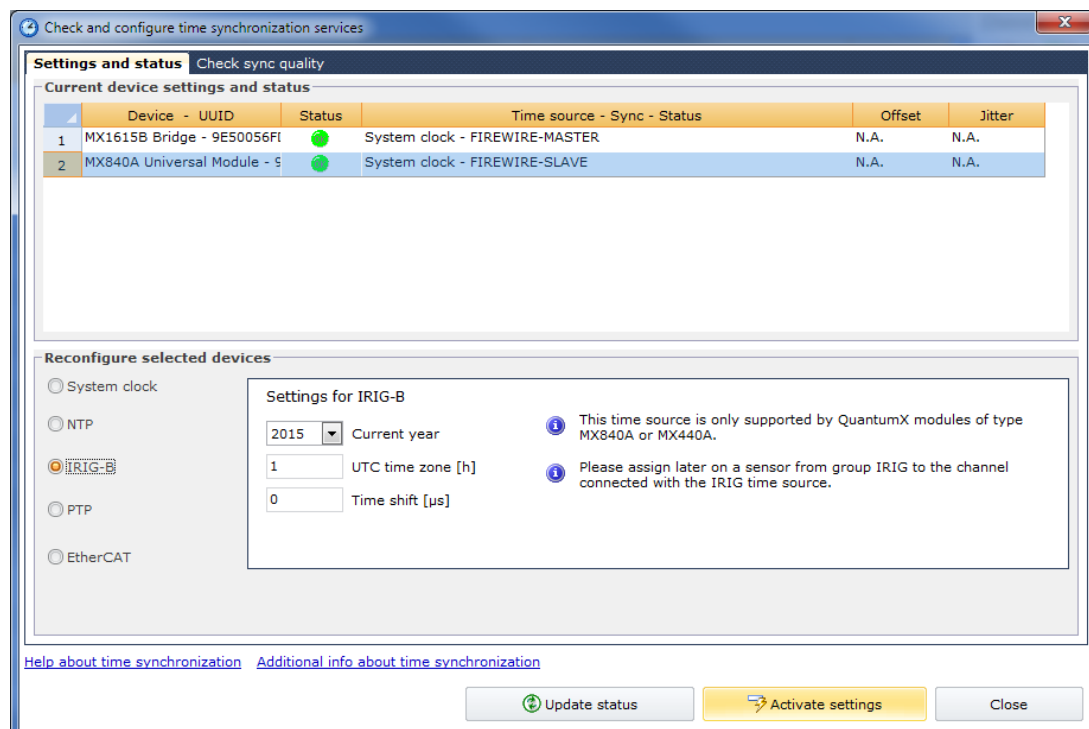 Check and configure time synchronization services
x
Settings and status Check sync quality
Current device settings and status
Device - UUID Status Time source - Sync - Status Offset Jitter
1 MX1615B Bridge - 9E50056F System clock - FIREWIRE-MASTER N.A. N.A.
2 MX840A Universal Module - 9 System clock - FIREWIRE-SLAVE N.A. N.A.
Reconfigure selected devices
System clock
NTP
IRIG-B
PTP
EtherCAT
Settings for IRIG-B
2015 Current year
1 UTC time zone [h]
0 Time shift [µs]
This time source is only supported by QuantumX modules of type
MX840A or MX440A.
Please assign later on a sensor from group IRIG to the channel
connected with the IRIG time source.
Help about time synchronization Additional info about time synchronization
Update status Activate settings Close